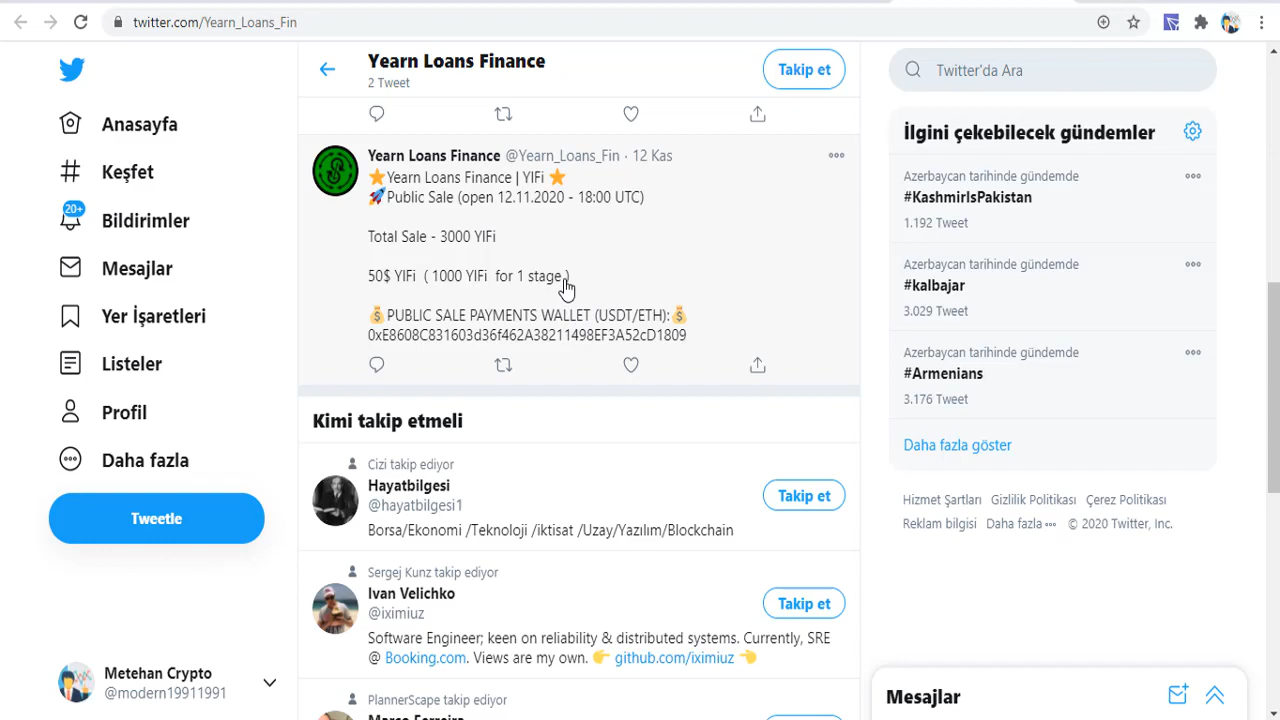 twitter.com/Yearn_Loans_Fin
Yearn Loans Finance
2 Tweet
Takip et
Anasayfa
Keşfet
20+
Bildirimler
Mesajlar
Yer İşaretleri
Listeler
Profil
Daha fazla
Tweetle
Metehan Crypto
@modern19911991
Yearn Loans Finance @Yearn_Loans_Fin · 12 Kas
⭐Yearn Loans Finance | YIFi ⭐
🚀Public Sale (open 12.11.2020 - 18:00 UTC)
Total Sale - 3000 YIFi
50$ YIFi ( 1000 YIFi for 1 stage )
💰PUBLIC SALE PAYMENTS WALLET (USDT/ETH):💰
0xE8608C831603d36f462A38211498EF3A52cD1809
Kimi takip etmeli
Cizi takip ediyor
Hayatbilgesi
@hayatbilgesi1
Takip et
Borsa/Ekonomi /Teknoloji /iktisat /Uzay/Yazılım/Blockchain
Sergej Kunz takip ediyor
Ivan Velichko
@iximiuz
Takip et
Software Engineer; keen on reliability & distributed systems. Currently, SRE
@ Booking.com. Views are my own. 👉 github.com/iximiuz 👈
PlannerScape takip ediyor
Twitter'da Ara
İlgini çekebilecek gündemler
Azerbaycan tarihinde gündemde
#KashmirIsPakistan
1.192 Tweet
Azerbaycan tarihinde gündemde
#kalbajar
3.029 Tweet
Azerbaycan tarihinde gündemde
#Armenians
3.176 Tweet
Daha fazla göster
Hizmet Şartları Gizlilik Politikası Çerez Politikası
Reklam bilgisi Daha fazla ••• © 2020 Twitter, Inc.
Mesajlar